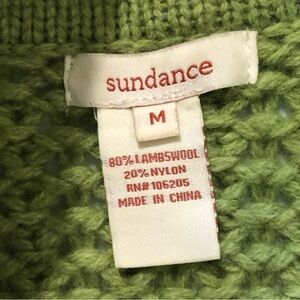 sundance
M
80% LAMBSWOOL
20% NYLON
RN# 106205
MADE IN CHINA